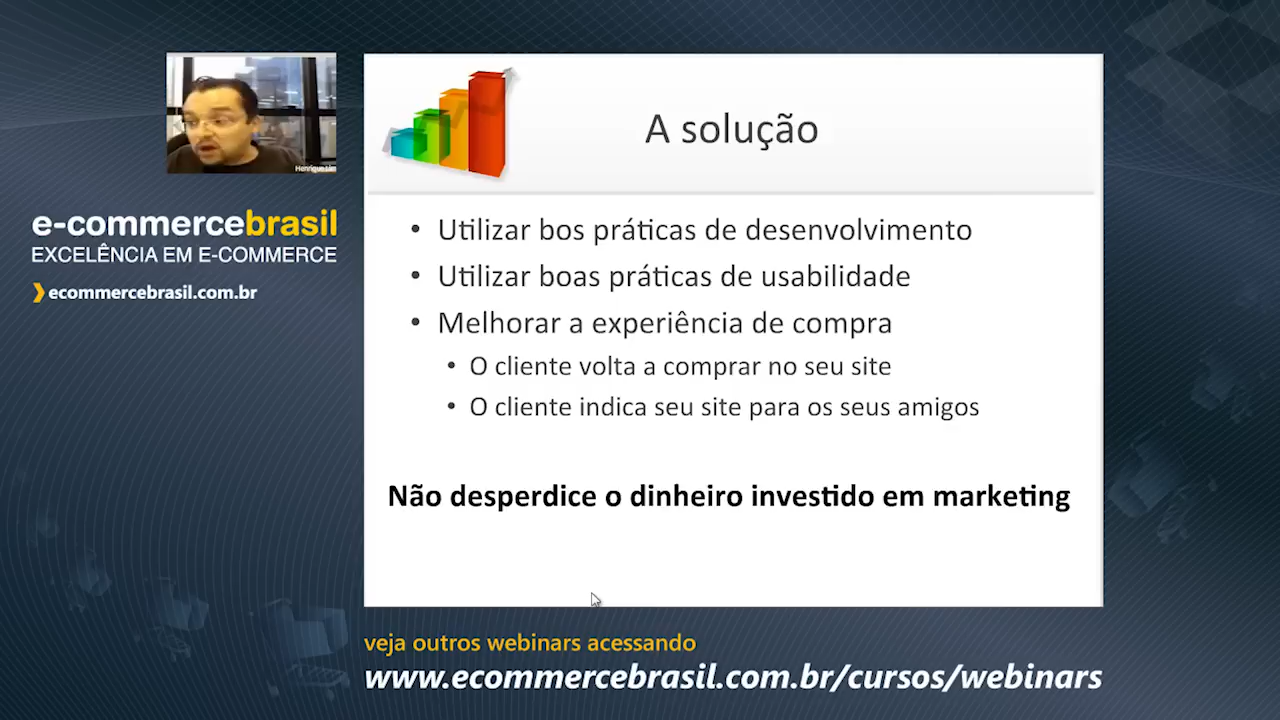 Henrique Lim
e-commercebrasil
EXCELÊNCIA EM E-COMMERCE
ecommercebrasil.com.br
A solução
• Utilizar bos práticas de desenvolvimento
• Utilizar boas práticas de usabilidade
• Melhorar a experiência de compra
• O cliente volta a comprar no seu site
• O cliente indica seu site para os seus amigos
Não desperdice o dinheiro investido em marketing
veja outros webinars acessando
www.ecommercebrasil.com.br/cursos/webinars